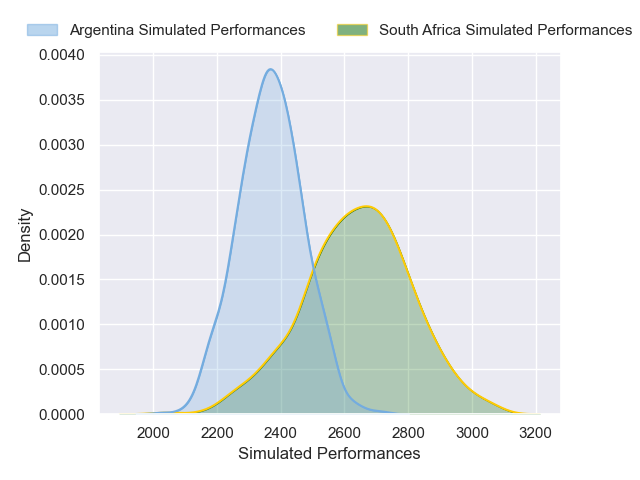 Argentina Simulated Performances South Africa Simulated Performances
0.0040
0.0035
0.0030
0.0025
0.0020
0.0015
0.0010
0.0005
0.0000
Density
2000 2200 2400 2600 2800 3000 3200
Simulated Performances